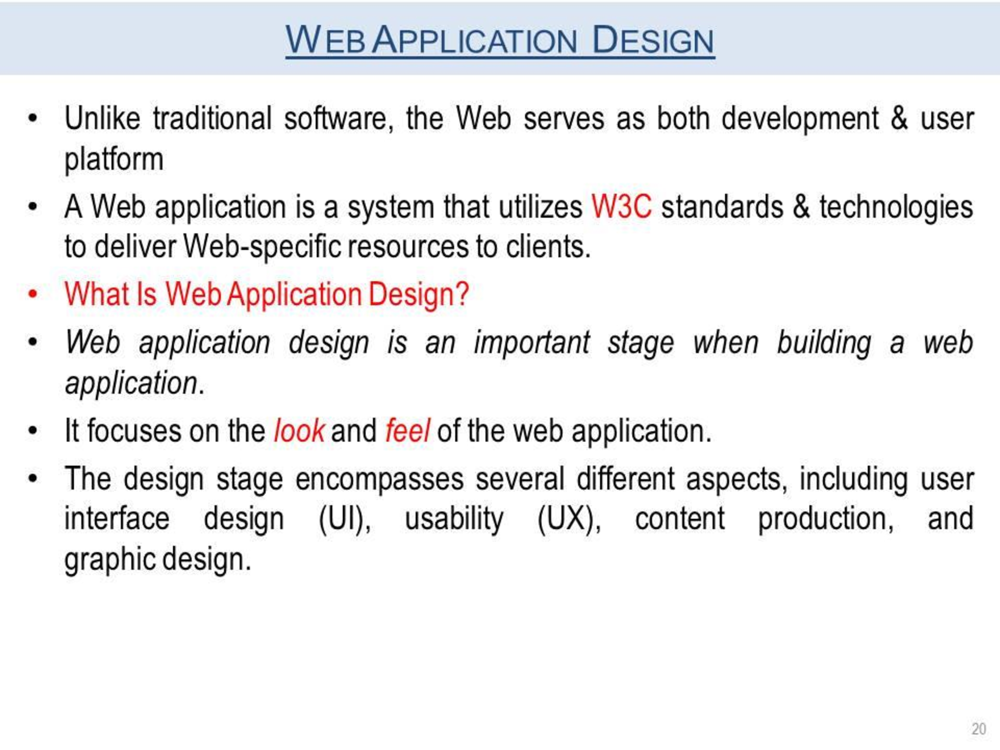 WEB APPLICATION DESIGN
• Unlike traditional software, the Web serves as both development & user
platform
• A Web application is a system that utilizes W3C standards & technologies
to deliver Web-specific resources to clients.
• What Is Web Application Design?
• Web application design is an important stage when building a web
application.
• It focuses on the look and feel of the web application.
• The design stage encompasses several different aspects, including user
interface design (UI), usability (UX), content production, and
graphic design.
20